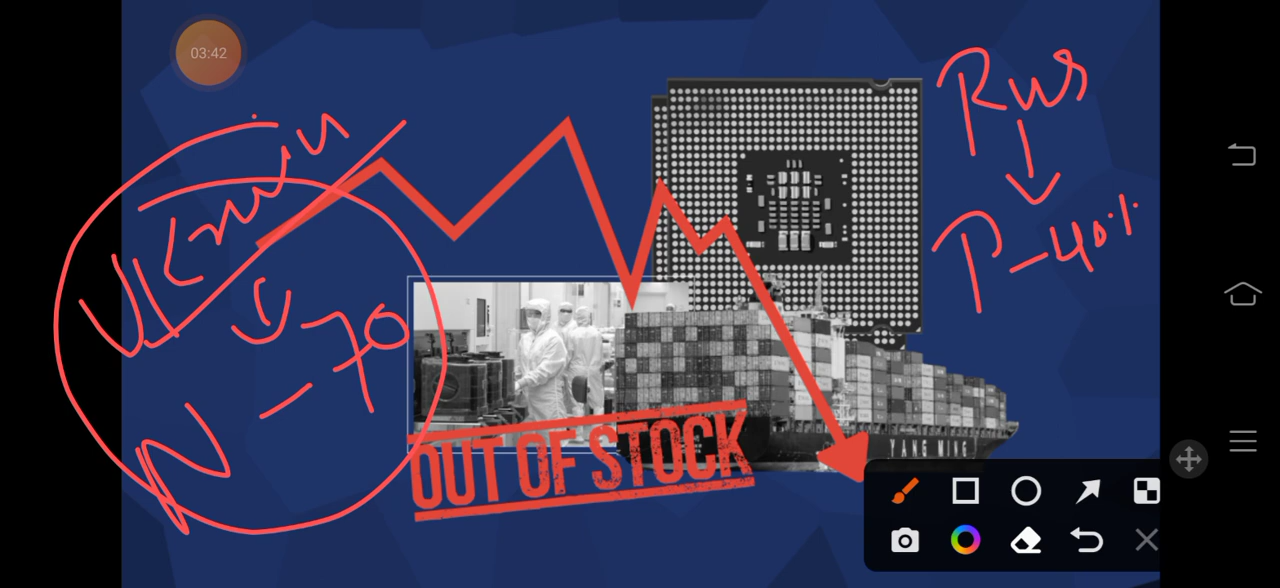 03:42
Rus
P - 40%
Ukrain
N - 70
YANG MING
OUT OF STOCK